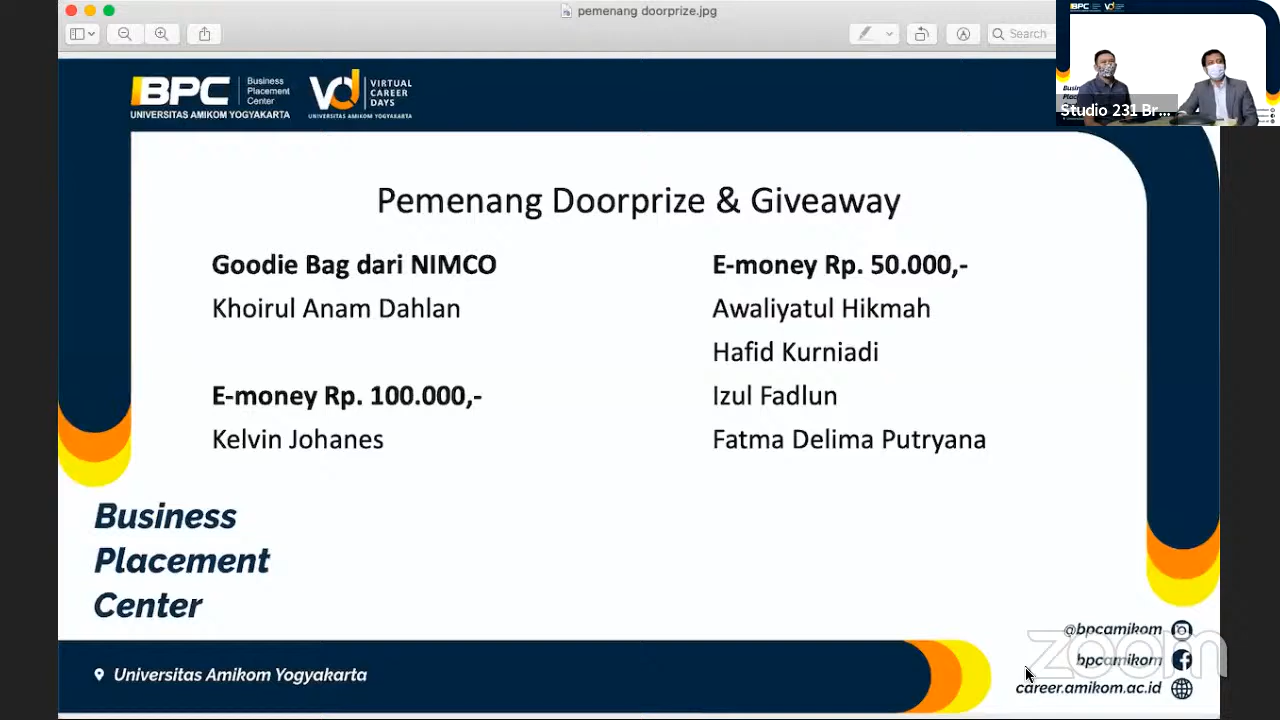 pemenang doorprize.jpg
Search
BPC
Business
Placement
Center
UNIVERSITAS AMIKOM YOGYAKARTA
VCD
VIRTUAL
CAREER
DAYS
UNIVERSITAS AMIKOM YOGYAKARTA
Studio 231 Br...
Pemenang Doorprize & Giveaway
Goodie Bag dari NIMCO
Khoirul Anam Dahlan
E-money Rp. 100.000,-
Kelvin Johanes
E-money Rp. 50.000,-
Awaliyatul Hikmah
Hafid Kurniadi
Izul Fadlun
Fatma Delima Putryana
Business
Placement
Center
Universitas Amikom Yogyakarta
@bpcamikom
bpcamikom
career.amikom.ac.id
zoom